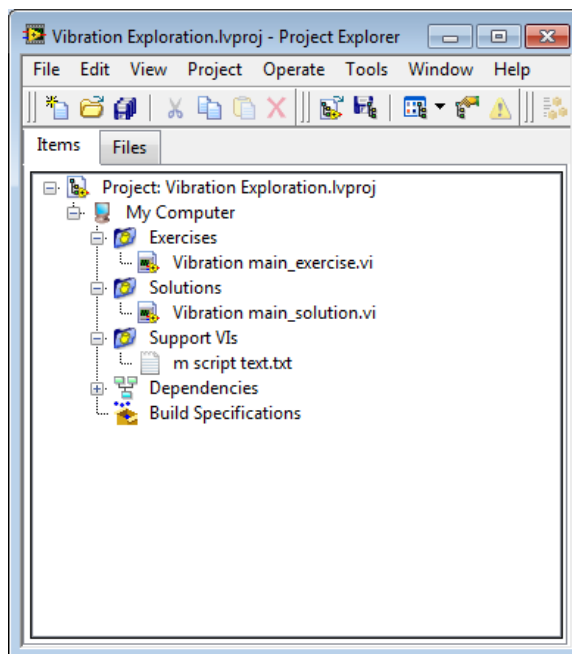 Vibration Exploration.lvproj - Project Explorer
File Edit View Project Operate Tools Window Help
Items Files
Project: Vibration Exploration.lvproj
My Computer
Exercises
Vibration main_exercise.vi
Solutions
Vibration main_solution.vi
Support VIs
m script text.txt
Dependencies
Build Specifications